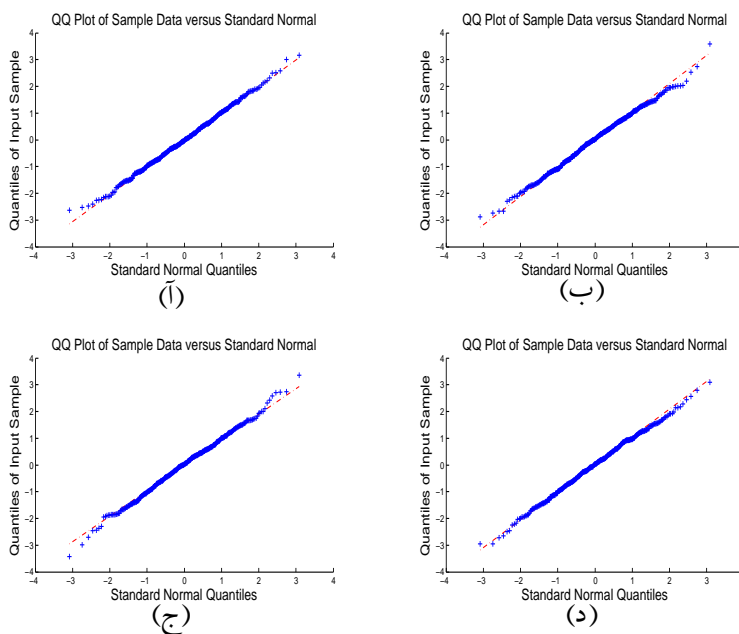 QQ Plot of Sample Data versus Standard Normal
Quantiles of Input Sample
4
3
2
1
0
−1
−2
−3
−4
−4 −3 −2 −1 0 1 2 3 4
Standard Normal Quantiles
(آ)
QQ Plot of Sample Data versus Standard Normal
Quantiles of Input Sample
4
3
2
1
0
−1
−2
−3
−4
−4 −3 −2 −1 0 1 2 3
Standard Normal Quantiles
(ب)
QQ Plot of Sample Data versus Standard Normal
Quantiles of Input Sample
4
3
2
1
0
−1
−2
−3
−4
−4 −3 −2 −1 0 1 2 3 4
Standard Normal Quantiles
(ج)
QQ Plot of Sample Data versus Standard Normal
Quantiles of Input Sample
4
3
2
1
0
−1
−2
−3
−4
−4 −3 −2 −1 0 1 2 3
Standard Normal Quantiles
(د)